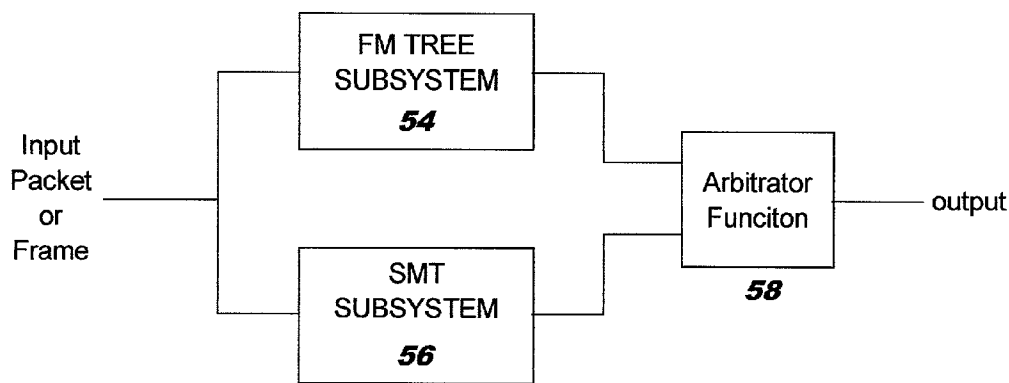 Input
Packet
or
Frame
FM TREE
SUBSYSTEM
54
SMT
SUBSYSTEM
56
Arbitrator
Funciton
58
output